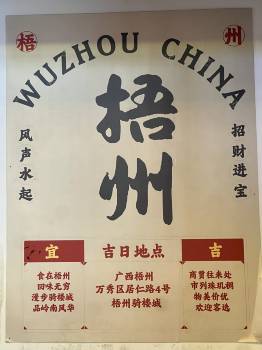 梧 州
WUZHOU CHINA
风声水起
梧州
招财进宝
宜
食在梧州
回味无穷
漫步骑楼城
品岭南风华
吉日地点
广西梧州
万秀区居仁路4号
梧州骑楼城
吉
商贾往来处
市列珠玑稠
物美价优
欢迎客选